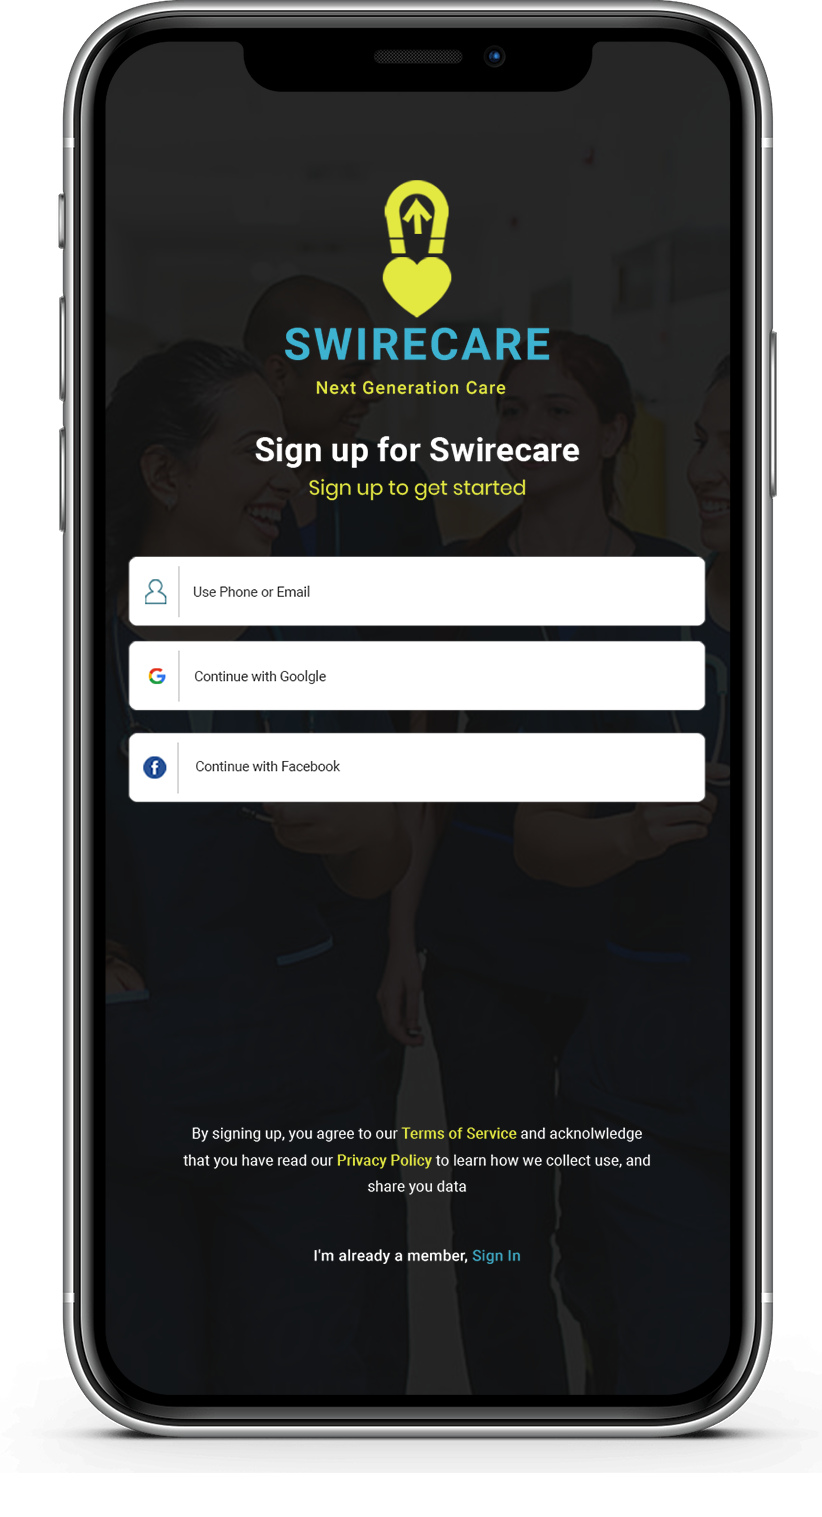 SWIRECARE
Next Generation Care
Sign up for Swirecare
Sign up to get started
Use Phone or Email
Continue with Goolgle
Continue with Facebook
By signing up, you agree to our Terms of Service and acknolwledge
that you have read our Privacy Policy to learn how we collect use, and
share you data
I'm already a member, Sign In